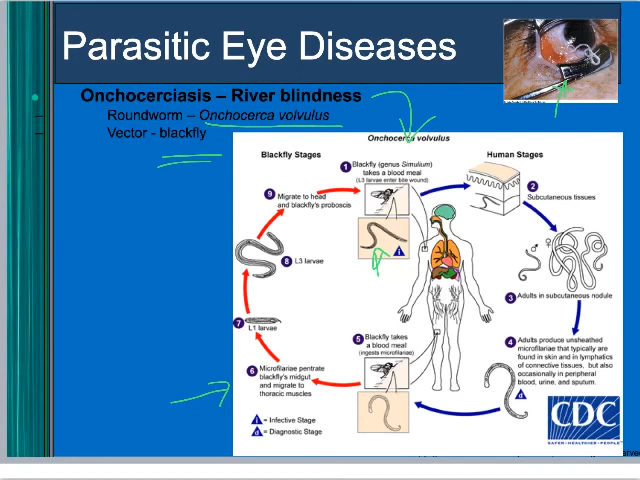 Parasitic Eye Diseases
Onchocerciasis – River blindness
Roundworm – Onchocerca volvulus
Vector - blackfly
Onchocerca volvulus
Blackfly Stages
Human Stages
1 Blackfly (genus Simulium)
takes a blood meal
(L3 larvae enter bite wound)
2
Subcutaneous tissues
3 Adults in subcutaneous nodule
4 Adults produce unsheathed
microfilariae that typically are
found in skin and in lymphatics
of connective tissues, but also
occasionally in peripheral
blood, urine, and sputum.
d
5 Blackfly takes
a blood meal
(ingests microfilariae)
6 Microfilariae pentrate
blackfly's midgut
and migrate to
thoracic muscles
7
L1 larvae
8 L3 larvae
9 Migrate to head
and blackfly's proboscis
i
i = Infective Stage
d = Diagnostic Stage
CDC
SAFER • HEALTHIER • PEOPLE™